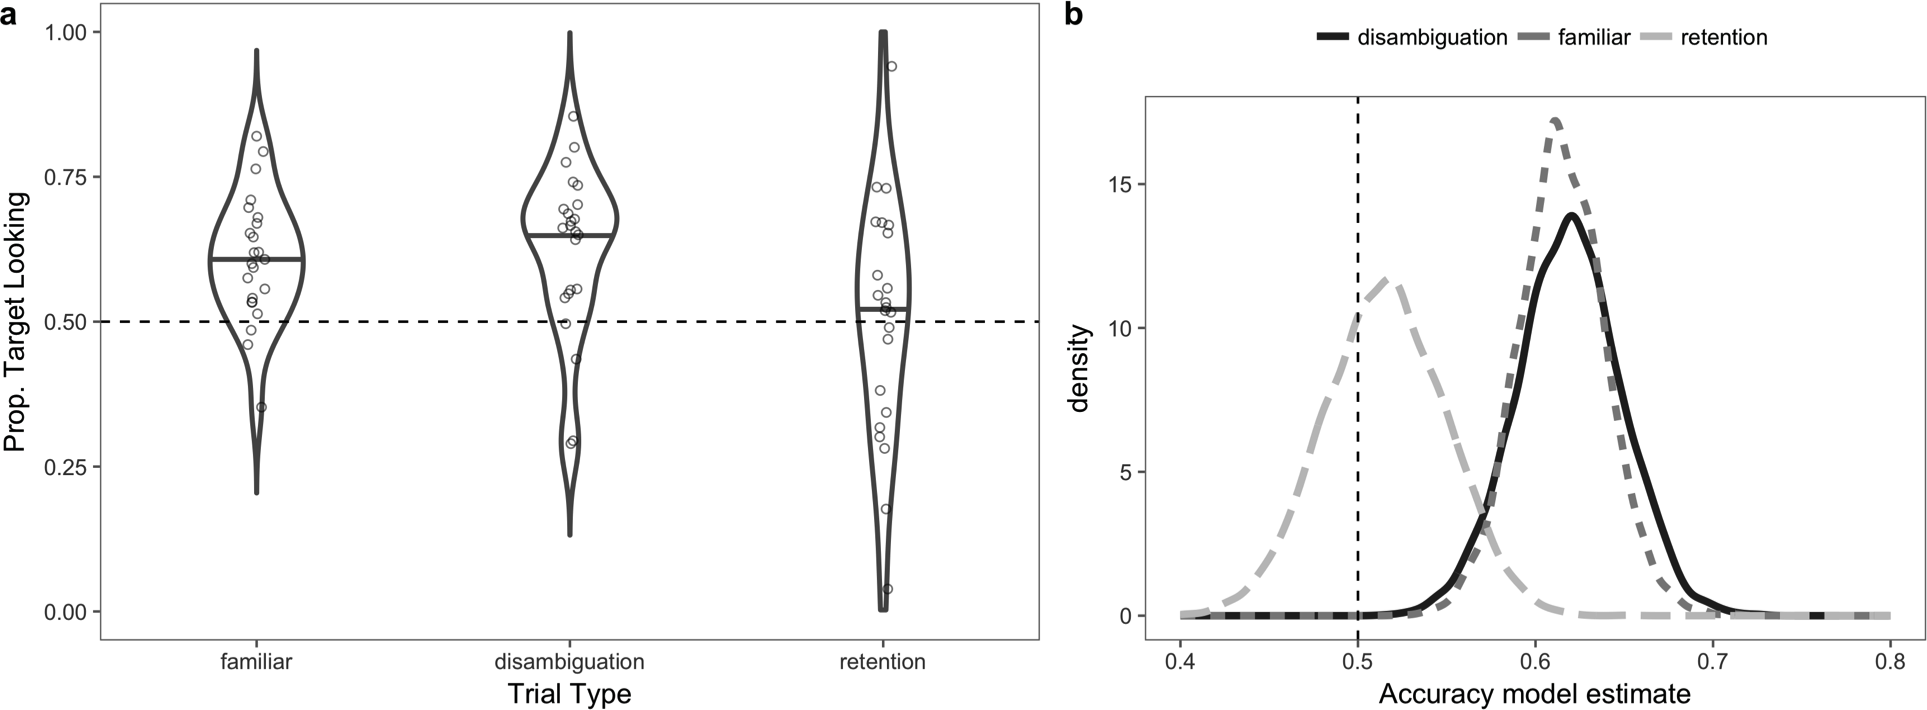 a
Prop. Target Looking
1.00
0.75
0.50
0.25
0.00
familiar disambiguation retention
Trial Type
b
disambiguation familiar retention
density
15
10
5
0
0.4 0.5 0.6 0.7 0.8
Accuracy model estimate